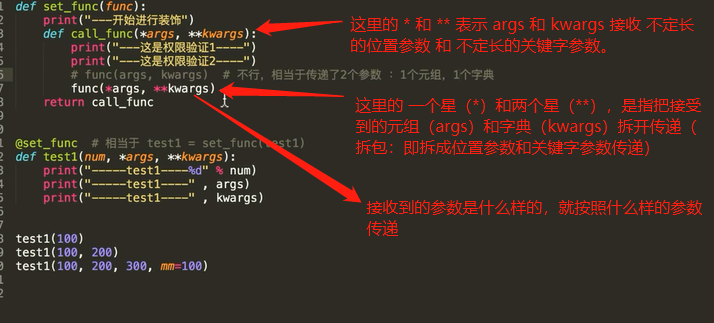 def set_func(func):
    print("---开始进行装饰")
    def call_func(*args, **kwargs):
        print("---这是权限验证1----")
        print("---这是权限验证2----")
        # func(args, kwargs)  # 不行，相当于传递了2个参数 ：1个元组，1个字典
        func(*args, **kwargs)
    return call_func
@set_func  # 相当于 test1 = set_func(test1)
def test1(num, *args, **kwargs):
    print("-----test1----%d" % num)
    print("-----test1----" , args)
    print("-----test1----" , kwargs)
test1(100)
test1(100, 200)
test1(100, 200, 300, mm=100)
这里的 * 和 ** 表示 args 和 kwargs 接收 不定长
的位置参数 和 不定长的关键字参数。
这里的 一个星（*）和两个星（**），是指把接受
到的元组（args）和字典（kwargs）拆开传递（
拆包：即拆成位置参数和关键字参数传递）
接收到的参数是什么样的，就按照什么样的参数
传递